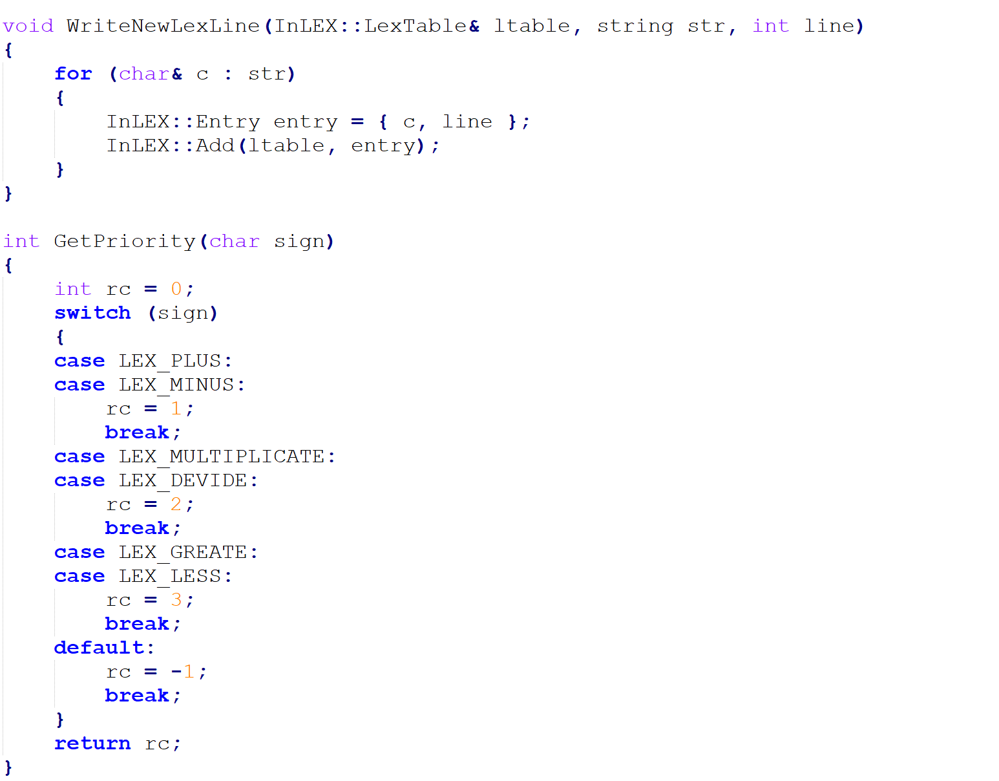 void WriteNewLexLine(InLEX::LexTable& ltable, string str, int line)
{
    for (char& c : str)
    {
        InLEX::Entry entry = { c, line };
        InLEX::Add(ltable, entry);
    }
}

int GetPriority(char sign)
{
    int rc = 0;
    switch (sign)
    {
    case LEX_PLUS:
    case LEX_MINUS:
        rc = 1;
        break;
    case LEX_MULTIPLICATE:
    case LEX_DEVIDE:
        rc = 2;
        break;
    case LEX_GREATE:
    case LEX_LESS:
        rc = 3;
        break;
    default:
        rc = -1;
        break;
    }
    return rc;
}